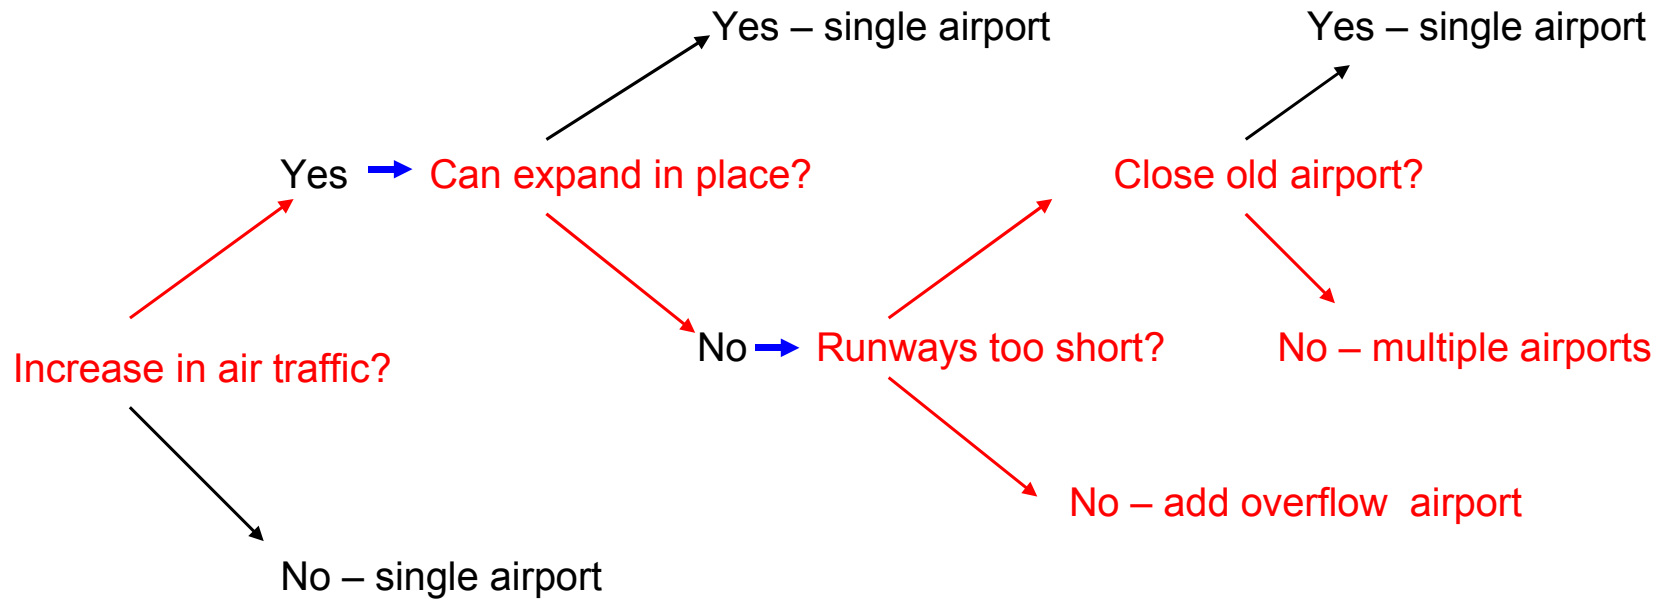 Yes – single airport
Yes – single airport
Yes
Can expand in place?
Close old airport?
Increase in air traffic?
No
Runways too short?
No – multiple airports
No – add overflow  airport
No – single airport